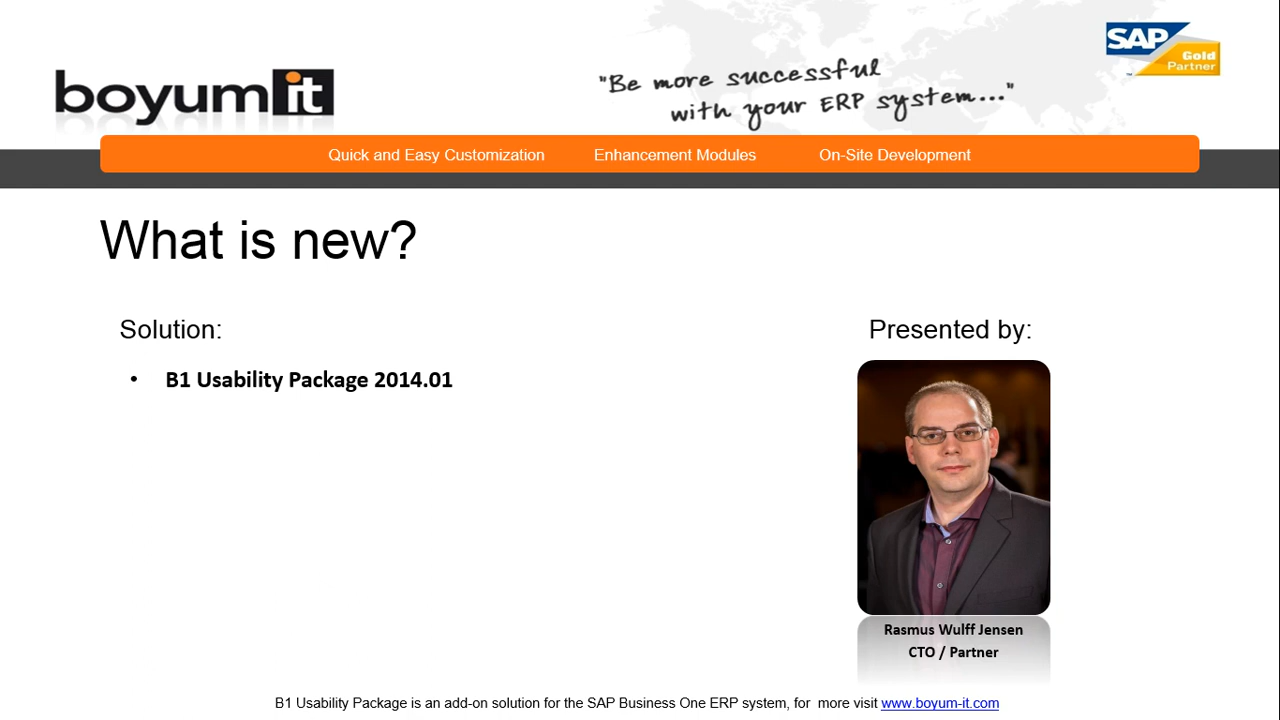 boyum it
"Be more successful
with your ERP system..."
SAP Gold
Partner
Quick and Easy Customization Enhancement Modules On-Site Development
What is new?
Solution: Presented by:
• B1 Usability Package 2014.01
Rasmus Wulff Jensen
CTO / Partner
B1 Usability Package is an add-on solution for the SAP Business One ERP system, for  more visit www.boyum-it.com